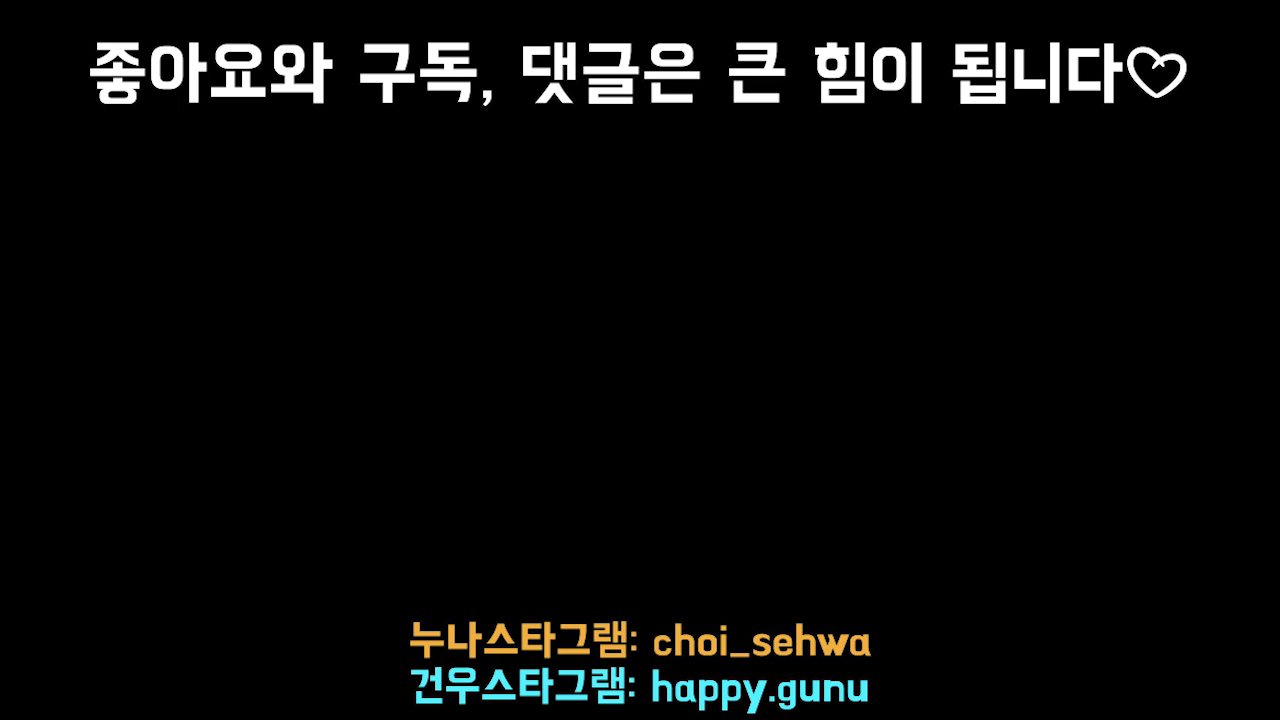 좋아요와 구독, 댓글은 큰 힘이 됩니다♡
누나스타그램: choi_sehwa
건우스타그램: happy.gunu